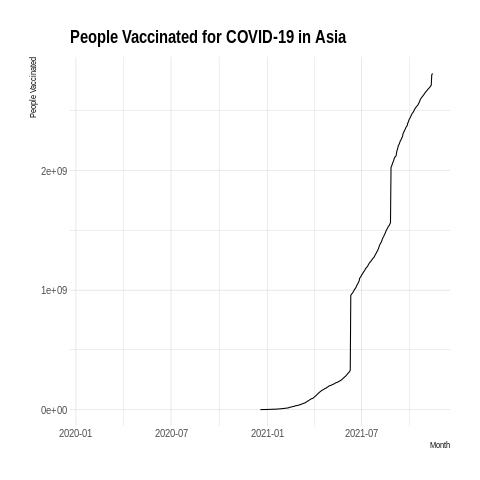 People Vaccinated for COVID-19 in Asia
People Vaccinated
2e+09
1e+09
0e+00
2020-01 2020-07 2021-01 2021-07
Month